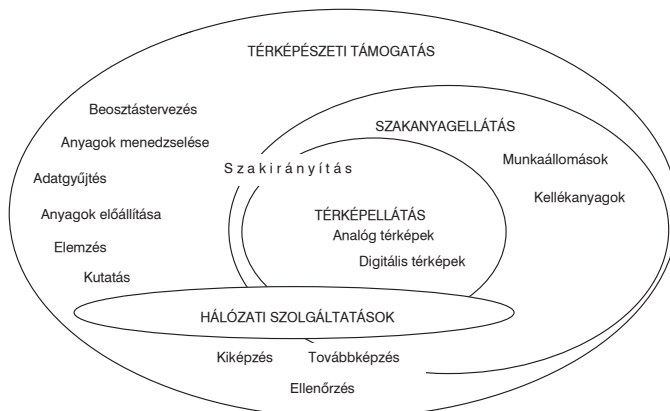 TÉRKÉPÉSZETI TÁMOGATÁS
Beosztástervezés
SZAKANYAGELLÁTÁS
Anyagok menedzselése
Munkaállomások
Szakirányítás
Adatgyűjtés
Kellékanyagok
Anyagok előállítása
TÉRKÉPELLÁTÁS
Analóg térképek
Elemzés
Digitális térképek
Kutatás
HÁLÓZATI SZOLGÁLTATÁSOK
Kiképzés Továbbképzés
Ellenőrzés